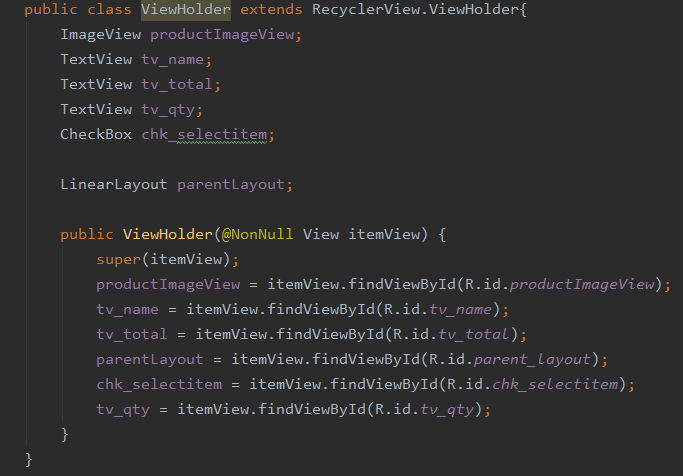 public class ViewHolder extends RecyclerView.ViewHolder{
ImageView productImageView;
TextView tv_name;
TextView tv_total;
TextView tv_qty;
CheckBox chk_selectitem;
LinearLayout parentLayout;
public ViewHolder(@NonNull View itemView) {
super(itemView);
productImageView = itemView.findViewById(R.id.productImageView);
tv_name = itemView.findViewById(R.id.tv_name);
tv_total = itemView.findViewById(R.id.tv_total);
parentLayout = itemView.findViewById(R.id.parent_layout);
chk_selectitem = itemView.findViewById(R.id.chk_selectitem);
tv_qty = itemView.findViewById(R.id.tv_qty);
}
}